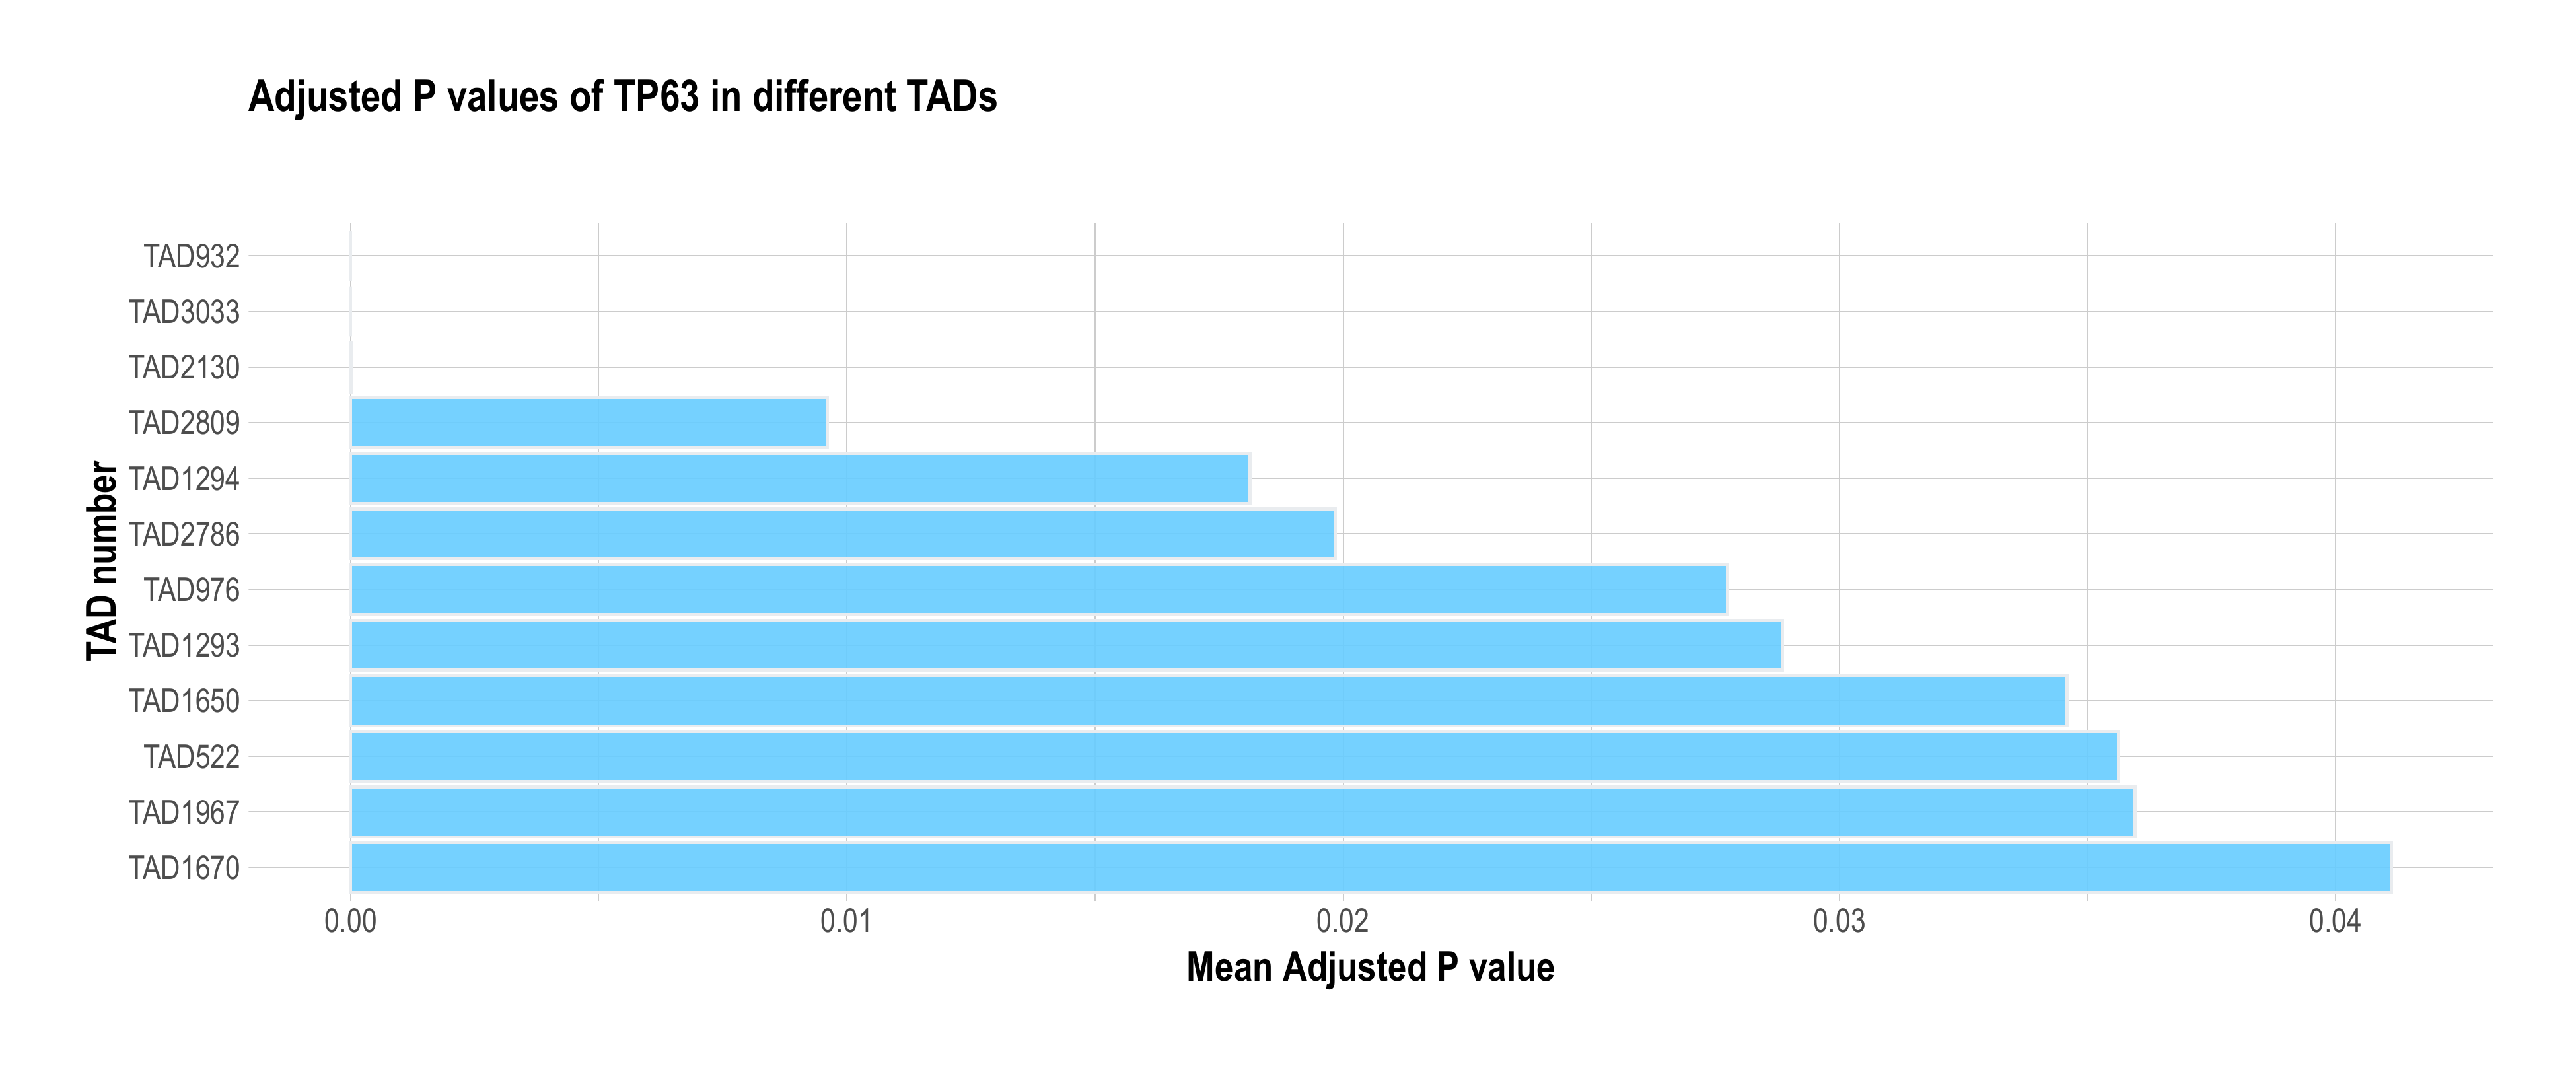 Adjusted P values of TP63 in different TADs
TAD number
TAD932
TAD3033
TAD2130
TAD2809
TAD1294
TAD2786
TAD976
TAD1293
TAD1650
TAD522
TAD1967
TAD1670
0.00 0.01 0.02 0.03 0.04
Mean Adjusted P value